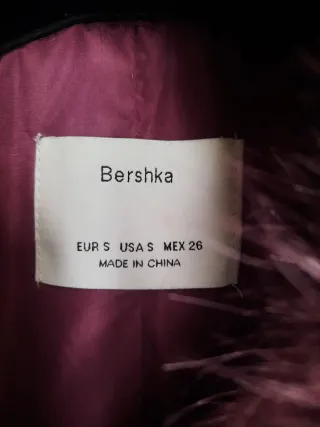 Bershka
EUR S USA S MEX 26
MADE IN CHINA